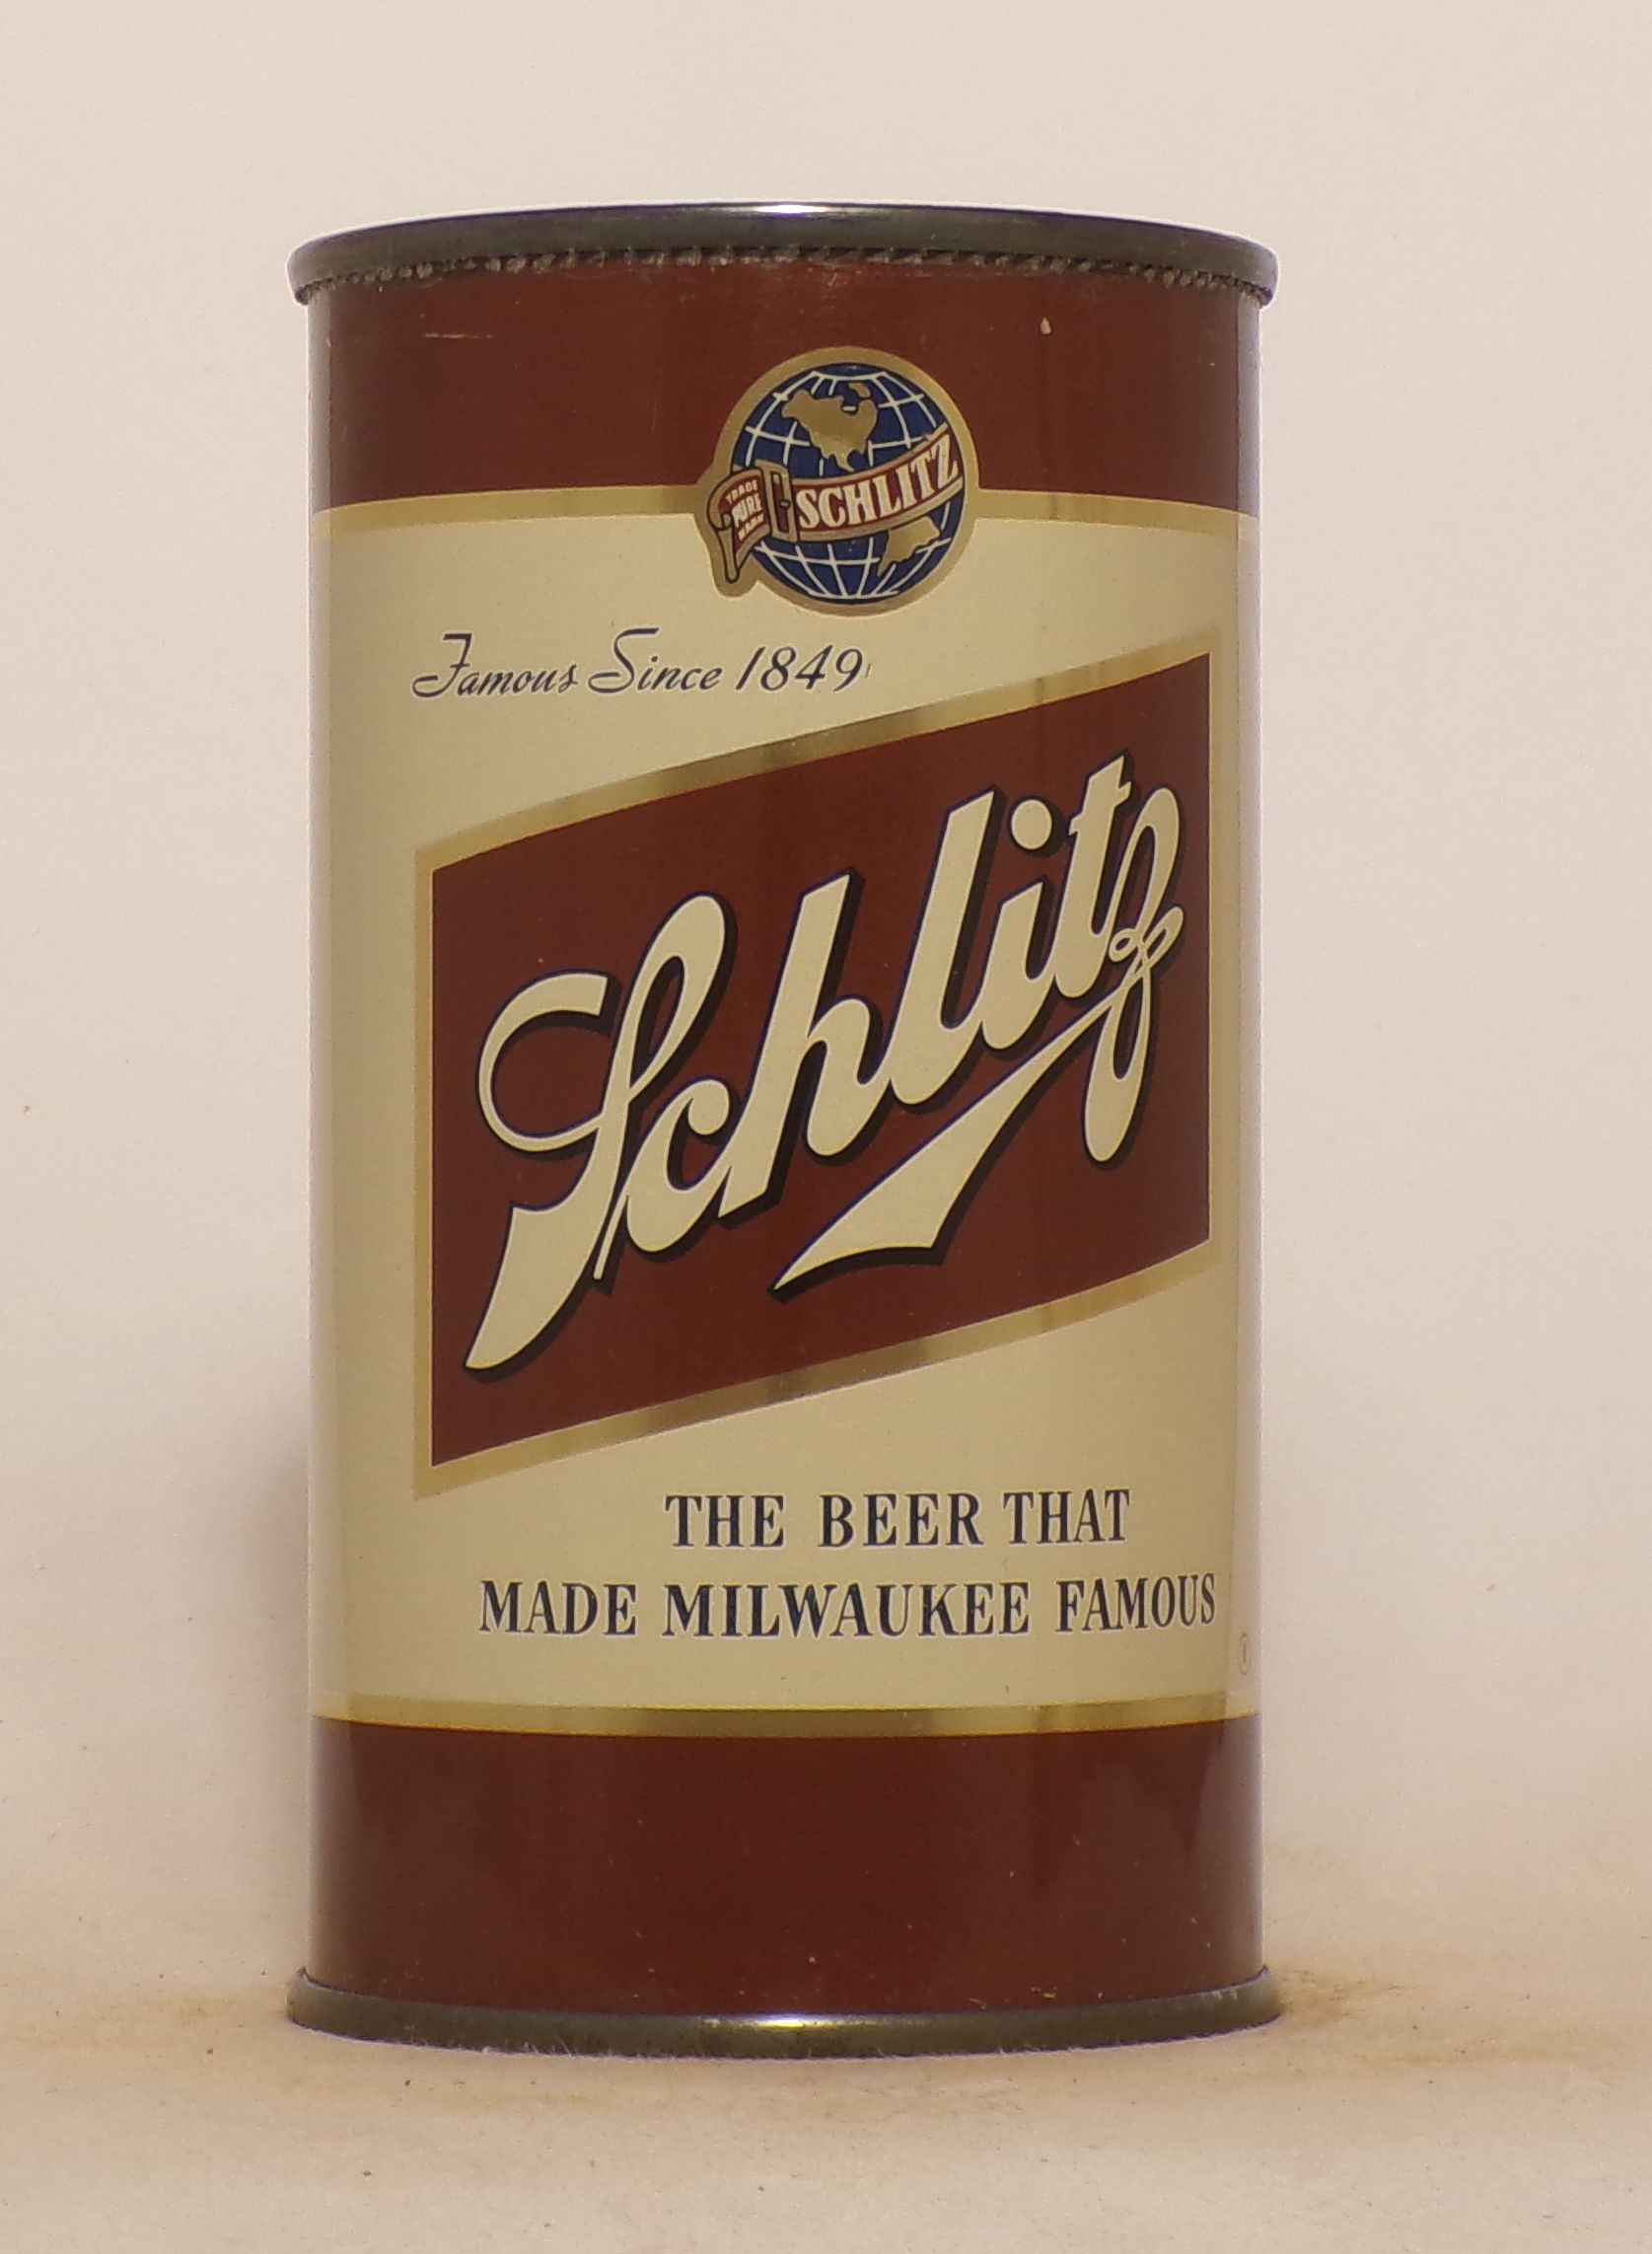 TRADE
PURE
MARK
SCHLITZ
Famous Since 1849
Schlitz
THE BEER THAT
MADE MILWAUKEE FAMOUS
®